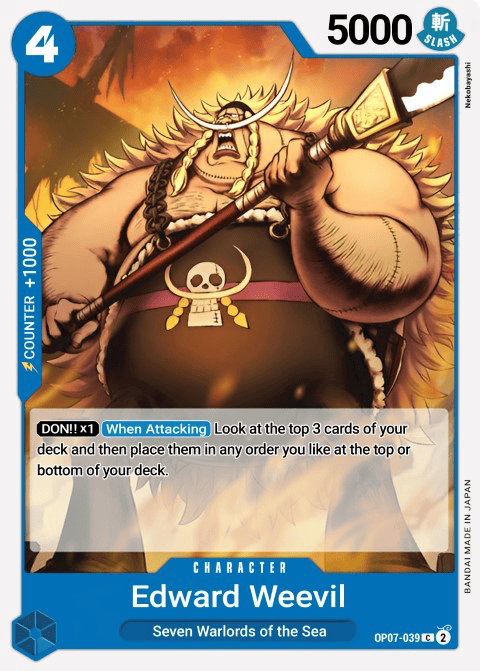 4
5000
斬
SLASH
Nekobayashi
COUNTER +1000
DON!!×1 When Attacking Look at the top 3 cards of your
deck and then place them in any order you like at the top or
bottom of your deck.
BANDAI MADE IN JAPAN
CHARACTER
Edward Weevil
Seven Warlords of the Sea
OP07-039 C 2